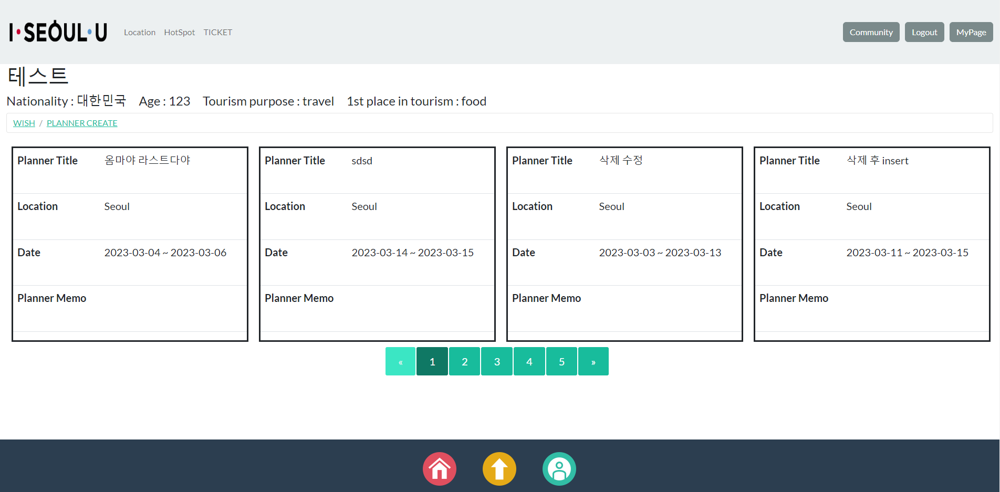 I·SEOUL·U Location HotSpot TICKET Community Logout MyPage
테스트
Nationality : 대한민국 Age : 123 Tourism purpose : travel 1st place in tourism : food
WISH / PLANNER CREATE
Planner Title 옴마야 라스트다야
Location Seoul
Date 2023-03-04 ~ 2023-03-06
Planner Memo
Planner Title sdsd
Location Seoul
Date 2023-03-14 ~ 2023-03-15
Planner Memo
Planner Title 삭제 수정
Location Seoul
Date 2023-03-03 ~ 2023-03-13
Planner Memo
Planner Title 삭제 후 insert
Location Seoul
Date 2023-03-11 ~ 2023-03-15
Planner Memo
« 1 2 3 4 5 »